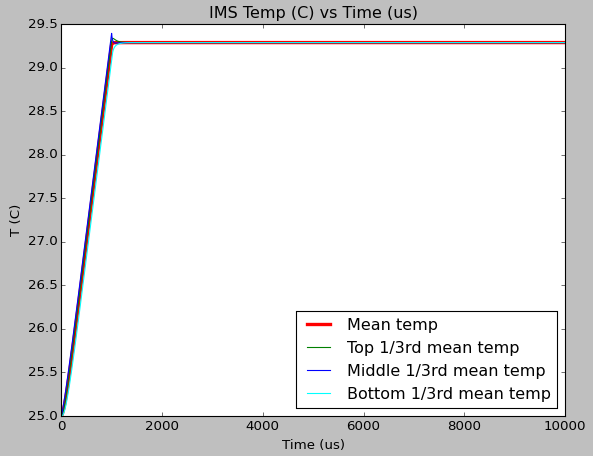 IMS Temp (C) vs Time (us)
29.5
29.0
28.5
28.0
27.5
27.0
26.5
26.0
25.5
25.0
T (C)
Mean temp
Top 1/3rd mean temp
Middle 1/3rd mean temp
Bottom 1/3rd mean temp
0 2000 4000 6000 8000 10000
Time (us)